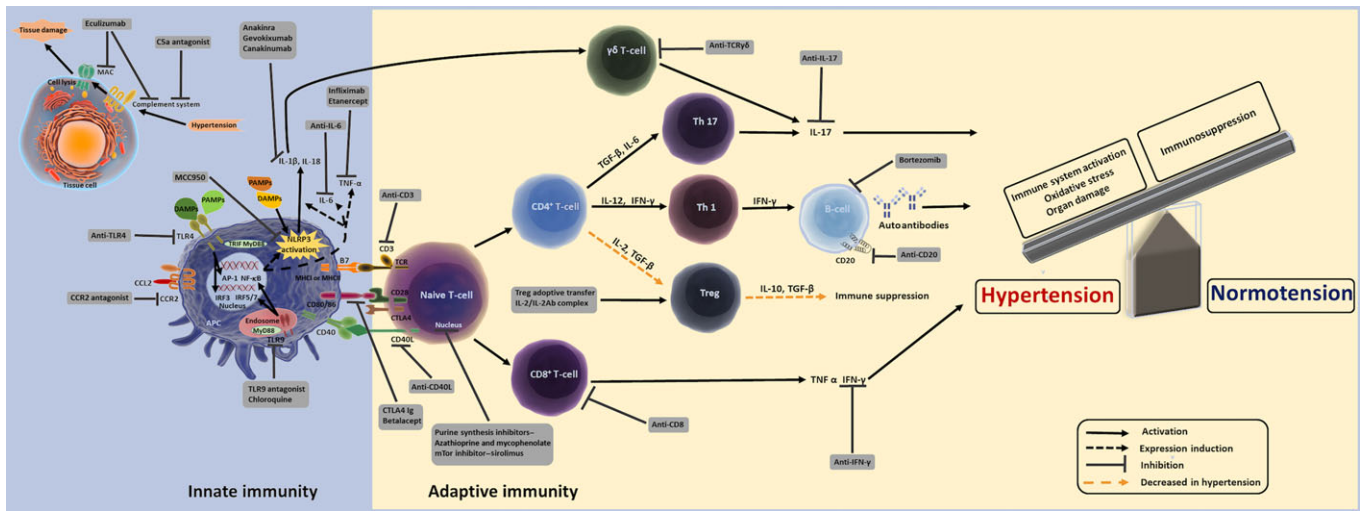 Tissue damage
Eculizumab
C5a antagonist
MAC
Cell lysis
Complement system
Hypertension
Tissue cell
Anakinra
Gevokixumab
Canakinumab
Infliximab
Etanercept
Anti-IL-6
IL-1β, IL-18
TNF-α
IL-6
MCC950
PAMPs
DAMPs
PAMPs
DAMPs
Anti-TLR4
TLR4
TRIF MyD88
NLRP3
activation
AP-1 NF-κB
IRF3 IRF5/7
Nucleus
CCL2
CCR2
CCR2 antagonist
APC
Endosome
MyD88
TLR9
TLR9 antagonist
Chloroquine
MHCI or MHCII
B7
CD80/86
CD40
Innate immunity
Anti-CD3
CD3
TCR
CD28
CTLA4
Naive T-cell
Nucleus
CD40L
Anti-CD40L
CTLA4 Ig
Betalacept
Purine synthesis inhibitors–
Azathioprine and mycophenolate
mTor inhibitor–sirolimus
Adaptive immunity
γδ T-cell
Anti-TCRγδ
Anti-IL-17
Th 17
IL-17
TGF-β, IL-6
CD4⁺ T-cell
IL-12, IFN-γ
Th 1
IFN-γ
B-cell
Bortezomib
Autoantibodies
CD20
Anti-CD20
IL-2, TGF-β
Treg adoptive transfer
IL-2/IL-2Ab complex
Treg
IL-10, TGF-β
Immune suppression
CD8⁺ T-cell
Anti-CD8
TNF α IFN-γ
Anti-IFN-γ
Immune system activation
Oxidative stress
Organ damage
Immunosuppression
Hypertension
Normotension
Activation
Expression induction
Inhibition
Decreased in hypertension